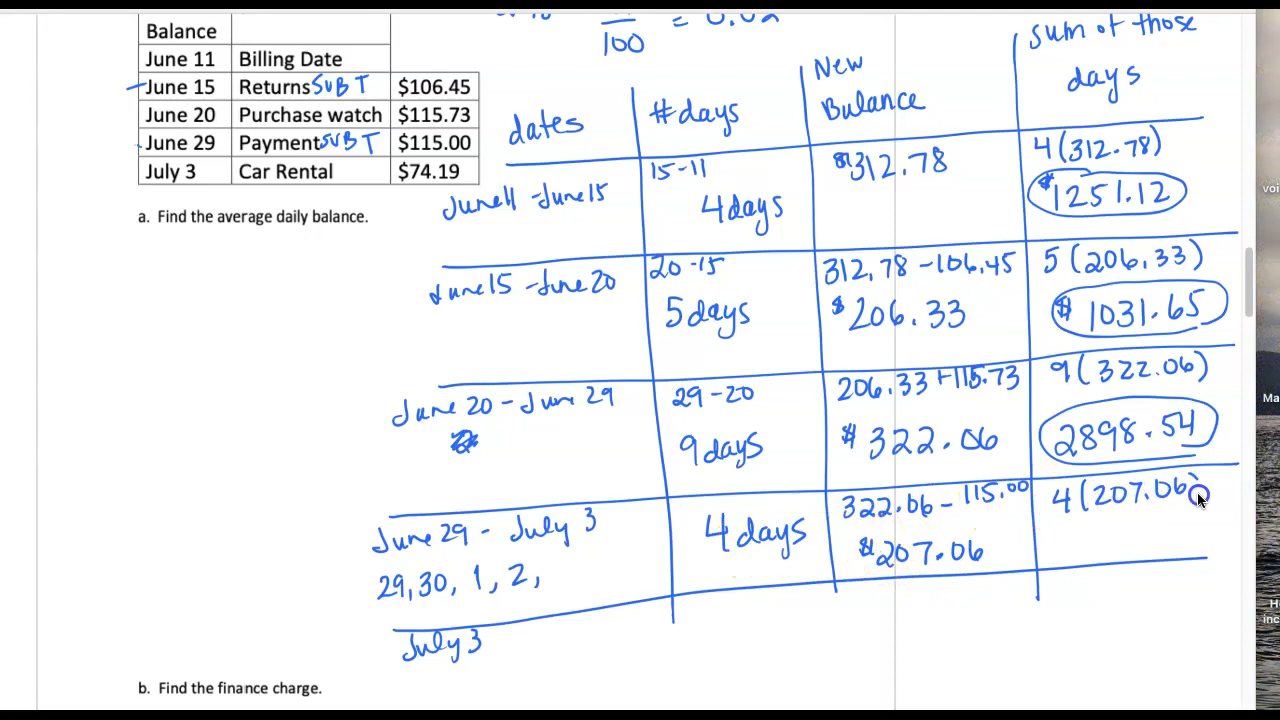 = 0.02
100
Balance
June 11 Billing Date
June 15 Returns SUBT $106.45
June 20 Purchase watch $115.73
June 29 Payment SUBT $115.00
July 3 Car Rental $74.19
a. Find the average daily balance.
dates
#days
New
Balance
sum of those
days
June 11 - June 15
15-11
4 days
$312.78
4(312.78)
$1251.12
June 15 - June 20
20-15
5 days
312.78 - 106.45
$206.33
5(206.33)
$1031.65
June 20 - June 29
29-20
9 days
206.33 + 115.73
$322.06
9(322.06)
2898.54
June 29 - July 3
29, 30, 1, 2,
4 days
322.06 - 115.00
$207.06
4(207.06)
July 3
b. Find the finance charge.
voi
Ma
H
inc